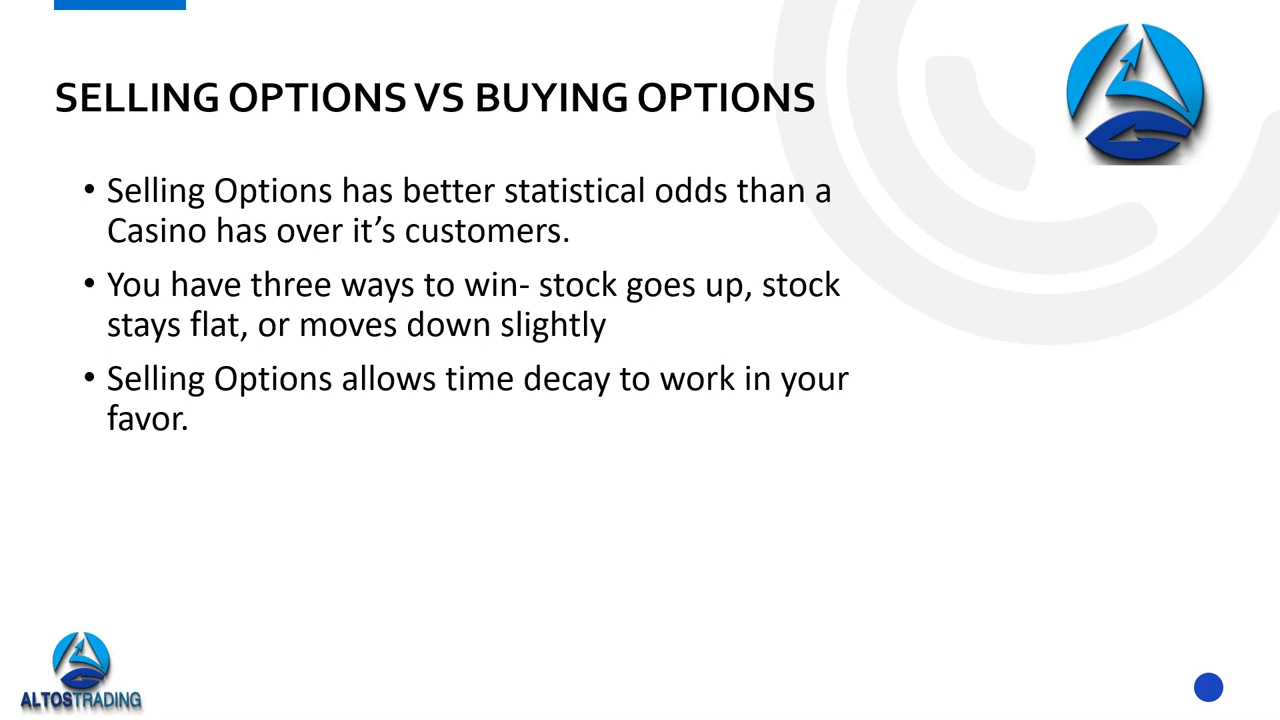 SELLING OPTIONS VS BUYING OPTIONS
• Selling Options has better statistical odds than a
Casino has over it’s customers.
• You have three ways to win- stock goes up, stock
stays flat, or moves down slightly
• Selling Options allows time decay to work in your
favor.
ALTOSTRADING